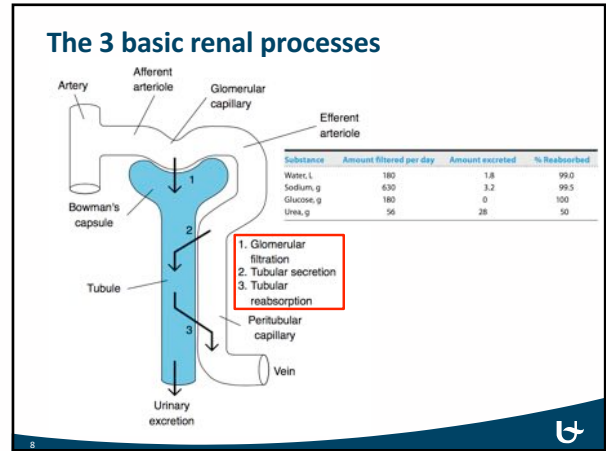 The 3 basic renal processes
Artery
Afferent
arteriole
Glomerular
capillary
Efferent
arteriole
Substance Amount filtered per day Amount excreted % Reabsorbed
Water, L 180 1.8 99.0
Sodium, g 630 3.2 99.5
Glucose, g 180 0 100
Urea, g 56 28 50
1
Bowman's
capsule
2
1. Glomerular
filtration
2. Tubular secretion
3. Tubular
reabsorption
Tubule
3
Peritubular
capillary
Vein
Urinary
excretion
8